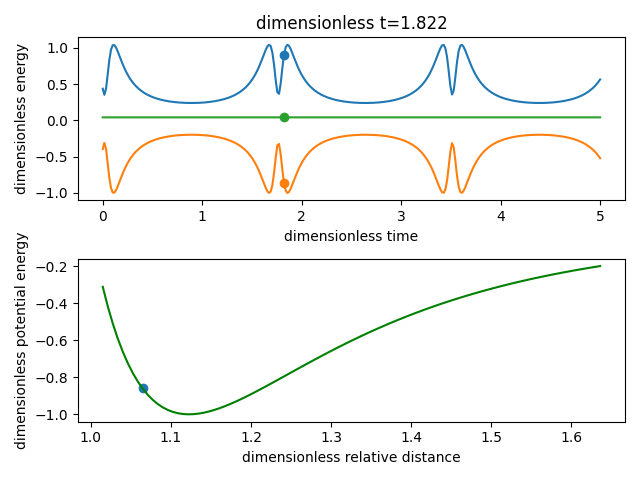 dimensionless t=1.822
dimensionless energy
1.0
0.5
0.0
−0.5
−1.0
0 1 2 3 4 5
dimensionless time
dimensionless potential energy
−0.2
−0.4
−0.6
−0.8
−1.0
1.0 1.1 1.2 1.3 1.4 1.5 1.6
dimensionless relative distance